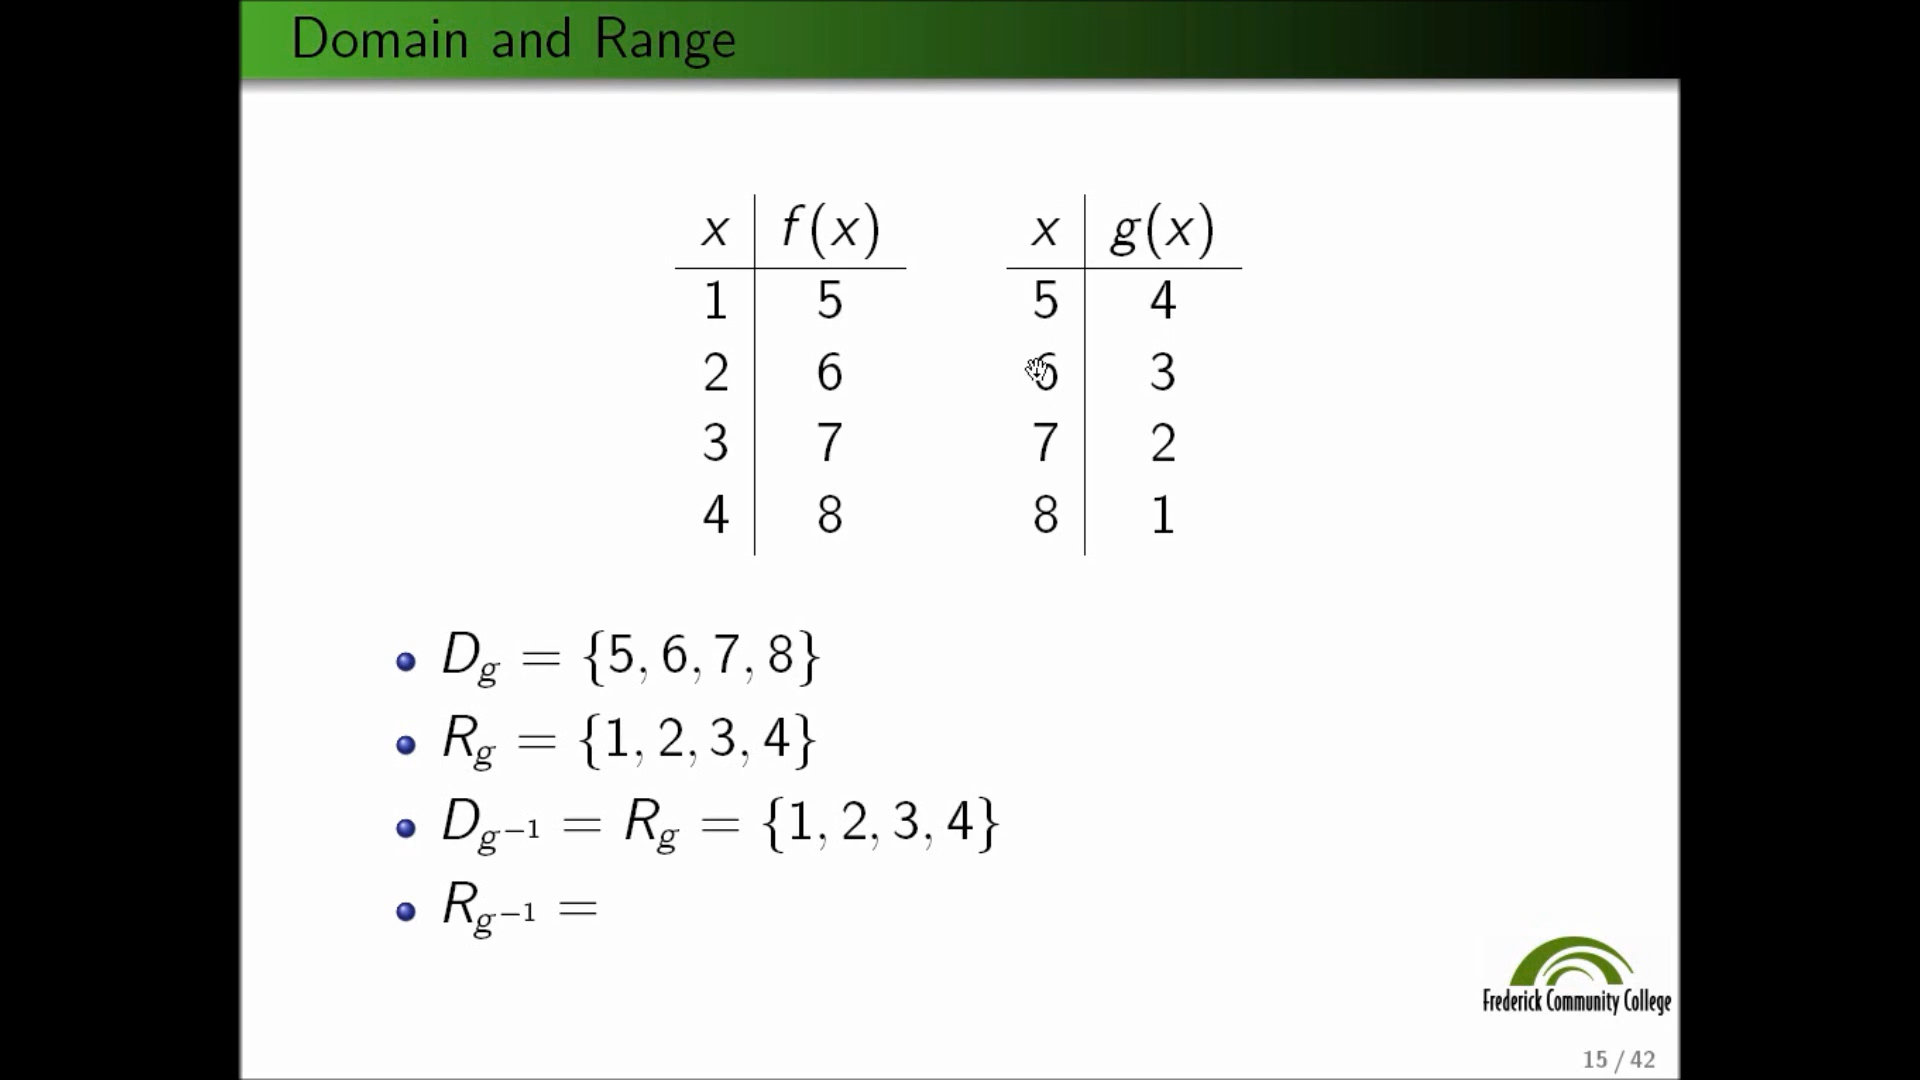 Domain and Range
x f(x) x g(x)
1 5 5 4
2 6 6 3
3 7 7 2
4 8 8 1
D_g = {5, 6, 7, 8}
R_g = {1, 2, 3, 4}
D_{g^{-1}} = R_g = {1, 2, 3, 4}
R_{g^{-1}} =
Frederick Community College
15 / 42